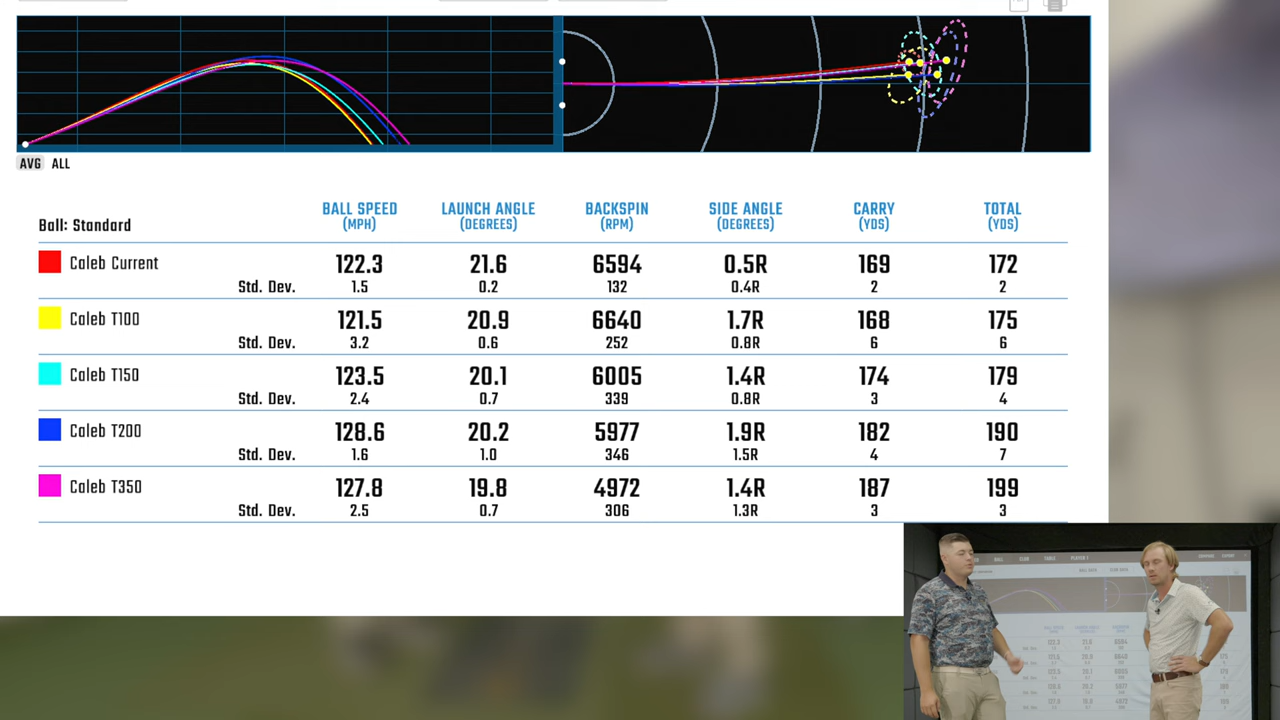 AVG ALL
Ball: Standard BALL SPEED (MPH) LAUNCH ANGLE (DEGREES) BACKSPIN (RPM) SIDE ANGLE (DEGREES) CARRY (YDS) TOTAL (YDS)
Caleb Current 122.3 21.6 6594 0.5R 169 172
Std. Dev. 1.5 0.2 132 0.4R 2 2
Caleb T100 121.5 20.9 6640 1.7R 168 175
Std. Dev. 3.2 0.6 252 0.8R 6 6
Caleb T150 123.5 20.1 6005 1.4R 174 179
Std. Dev. 2.4 0.7 339 0.8R 3 4
Caleb T200 128.6 20.2 5977 1.9R 182 190
Std. Dev. 1.6 1.0 346 1.5R 4 7
Caleb T350 127.8 19.8 4972 1.4R 187 199
Std. Dev. 2.5 0.7 306 1.3R 3 3